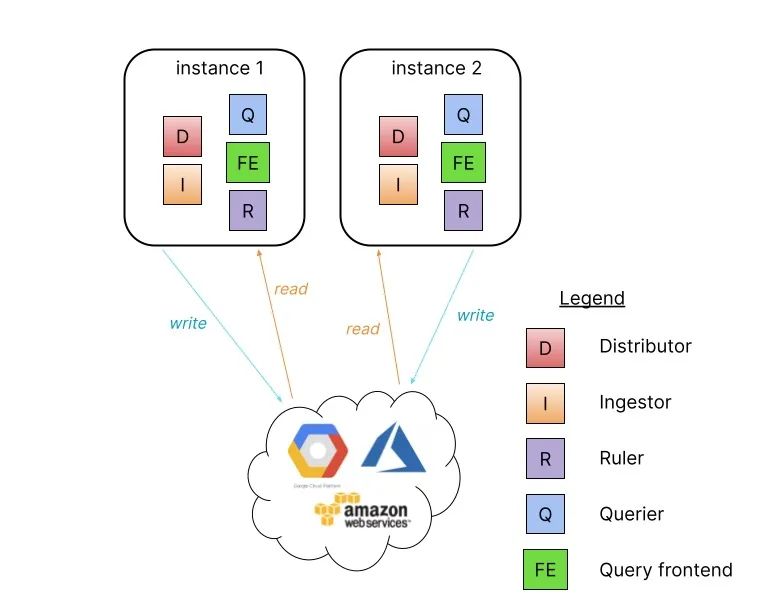 instance 1
instance 2
Q
D
FE
I
R
Q
D
FE
I
R
read
write
read
write
Legend
D Distributor
I Ingestor
R Ruler
Q Querier
FE Query frontend
Google Cloud Platform
amazon
web services™